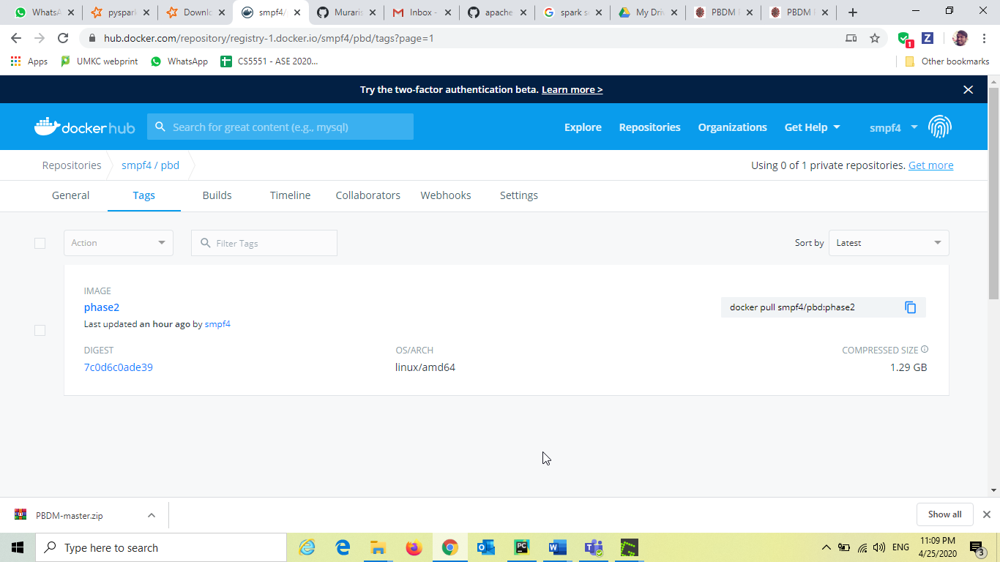 WhatsA
pyspark
Downlo
smpf4/
Muraris
Inbox -
apache
spark s
My Driv
PBDM
PBDM
hub.docker.com/repository/registry-1.docker.io/smpf4/pbd/tags?page=1
1
Z
Apps
UMKC webprint
WhatsApp
CS5551 - ASE 2020...
Other bookmarks
Try the two-factor authentication beta. Learn more >
dockerhub
Search for great content (e.g., mysql)
Explore
Repositories
Organizations
Get Help
smpf4
Repositories
smpf4 / pbd
Using 0 of 1 private repositories. Get more
General
Tags
Builds
Timeline
Collaborators
Webhooks
Settings
Action
Filter Tags
Sort by
Latest
IMAGE
phase2
docker pull smpf4/pbd:phase2
Last updated an hour ago by smpf4
DIGEST
OS/ARCH
COMPRESSED SIZE
7c0d6c0ade39
linux/amd64
1.29 GB
PBDM-master.zip
Show all
Type here to search
ENG
11:09 PM
4/25/2020
3